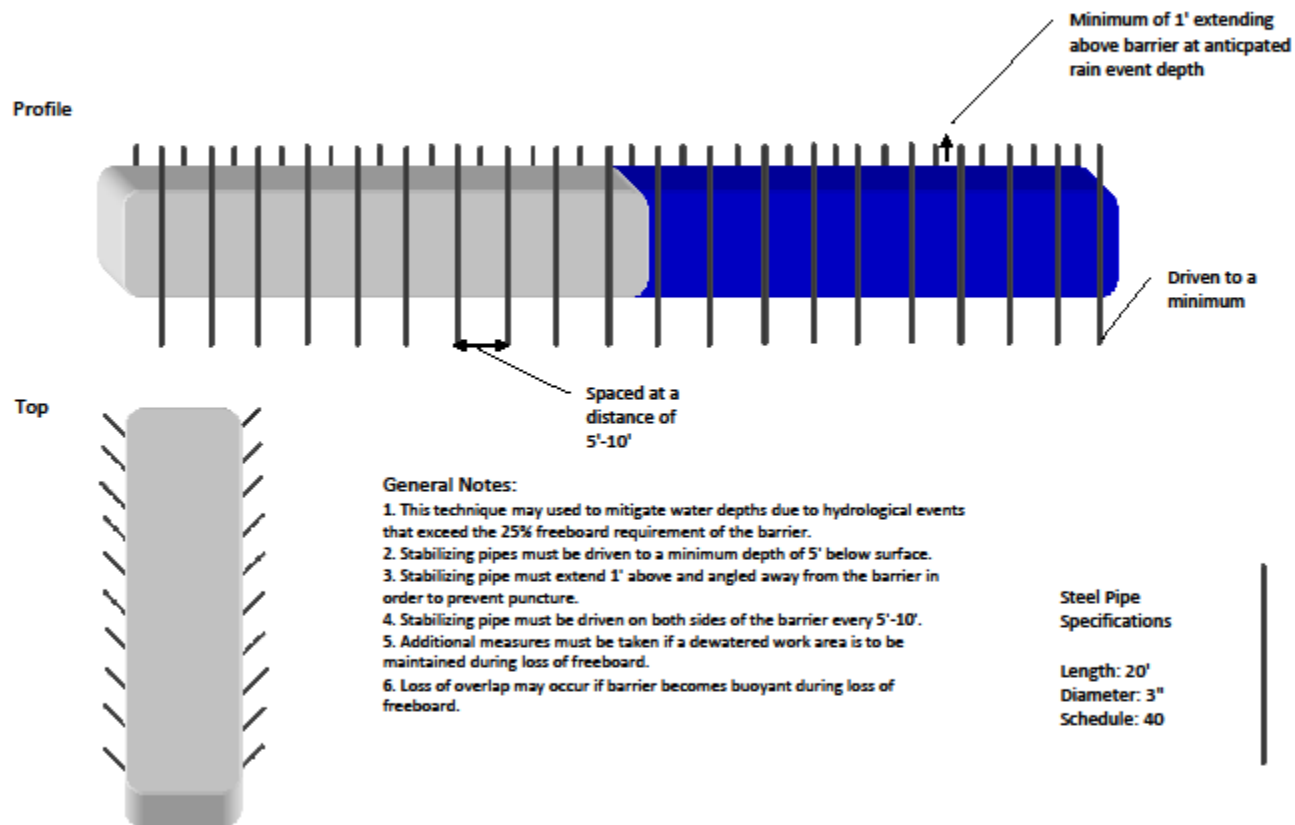 Minimum of 1' extending
above barrier at anticpated
rain event depth
Profile
Driven to a
minimum
Spaced at a
distance of
5'-10'
Top
General Notes:
1. This technique may used to mitigate water depths due to hydrological events
that exceed the 25% freeboard requirement of the barrier.
2. Stabilizing pipes must be driven to a minimum depth of 5' below surface.
3. Stabilizing pipe must extend 1' above and angled away from the barrier in
order to prevent puncture.
4. Stabilizing pipe must be driven on both sides of the barrier every 5'-10'.
5. Additional measures must be taken if a dewatered work area is to be
maintained during loss of freeboard.
6. Loss of overlap may occur if barrier becomes buoyant during loss of
freeboard.
Steel Pipe
Specifications
Length: 20'
Diameter: 3"
Schedule: 40